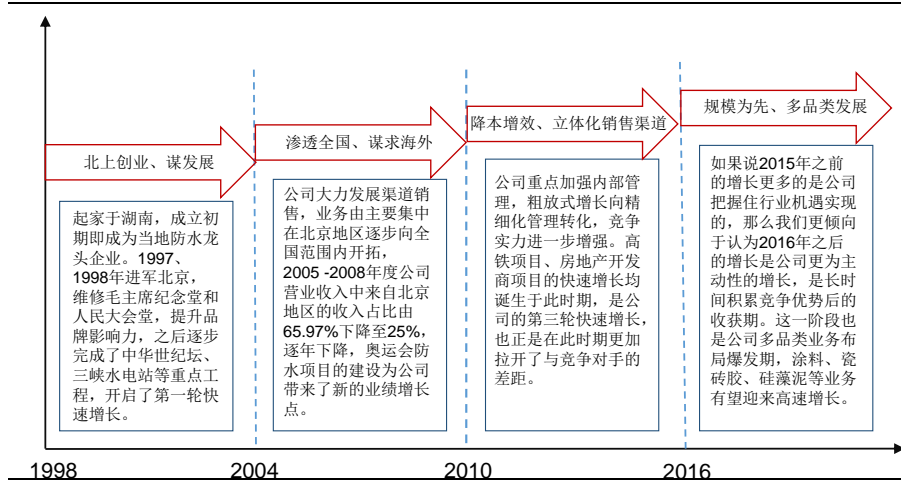 北上创业、谋发展
起家于湖南，成立初
期即成为当地防水龙
头企业。1997、
1998年进军北京，
维修毛主席纪念堂和
人民大会堂，提升品
牌影响力，之后逐步
完成了中华世纪坛、
三峡水电站等重点工
程，开启了第一轮快
速增长。
渗透全国、谋求海外
公司大力发展渠道销
售，业务由主要集中
在北京地区逐步向全
国范围内开拓，
2005 -2008年度公司
营业收入中来自北京
地区的收入占比由
65.97%下降至25%，
逐年下降，奥运会防
水项目的建设为公司
带来了新的业绩增长
点。
降本增效、立体化销售渠道
公司重点加强内部管
理，粗放式增长向精
细化管理转化，竞争
实力进一步增强。高
铁项目、房地产开发
商项目的快速增长均
诞生于此时期，是公
司的第三轮快速增长，
也正是在此时期更加
拉开了与竞争对手的
差距。
规模为先、多品类发展
如果说2015年之前
的增长更多的是公司
把握住行业机遇实现
的，那么我们更倾向
于认为2016年之后
的增长是公司更为主
动性的增长，是长时
间积累竞争优势后的
收获期。这一阶段也
是公司多品类业务布
局爆发期，涂料、瓷
砖胶、硅藻泥等业务
有望迎来高速增长。
1998
2004
2010
2016